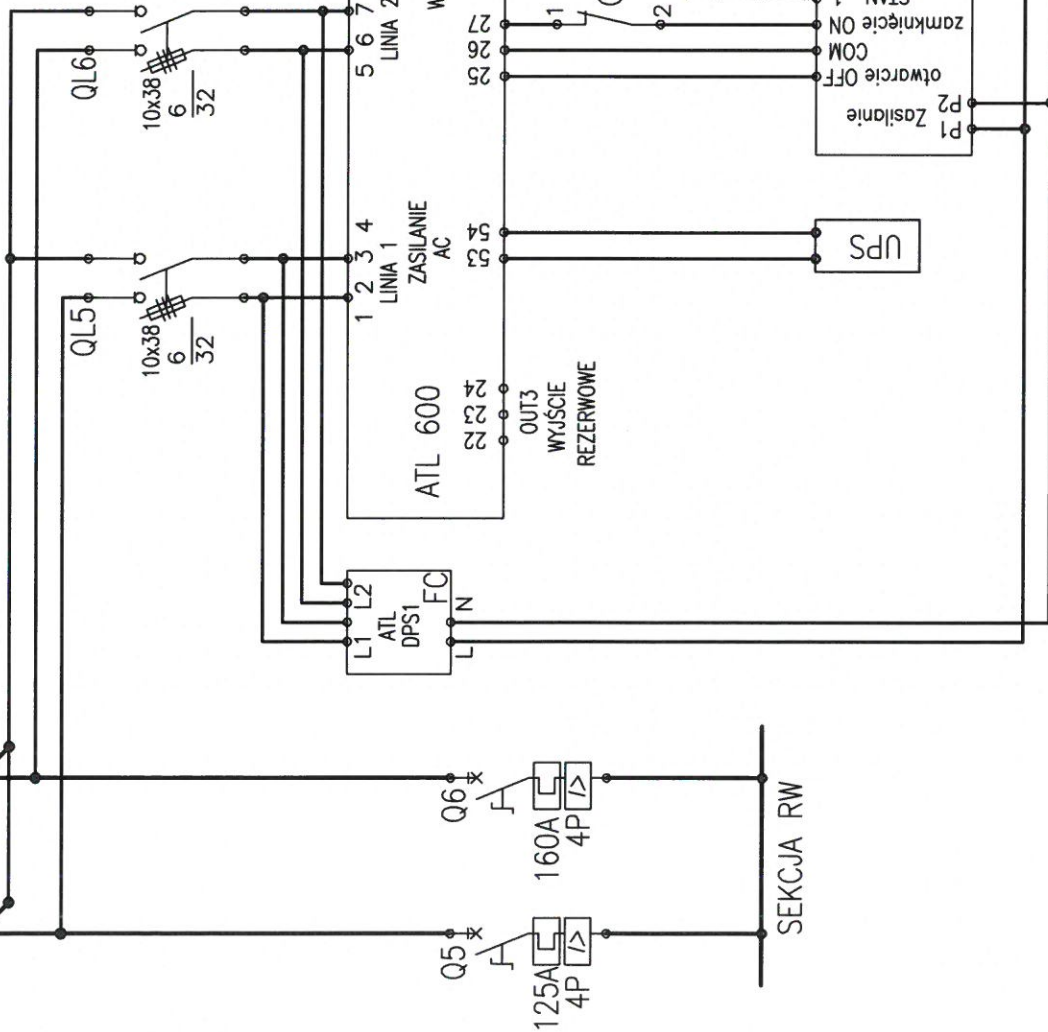 QL6
10x38
6
32
7
6
5
LINIA 2
27
26
25
1
2
zamknięcie ON
COM
otwarcie OFF
Zasilanie
P2
P1
QL5
10x38
6
32
4
3
2
1
LINIA 1
ZASILANIE
AC
54
53
UPS
ATL 600
24
23
22
OUT3
WYJŚCIE
REZERWOWE
L1
L2
ATL
DPS1
FC
L
N
Q6
160A
4P
I>
Q5
125A
4P
I>
SEKCJA RW